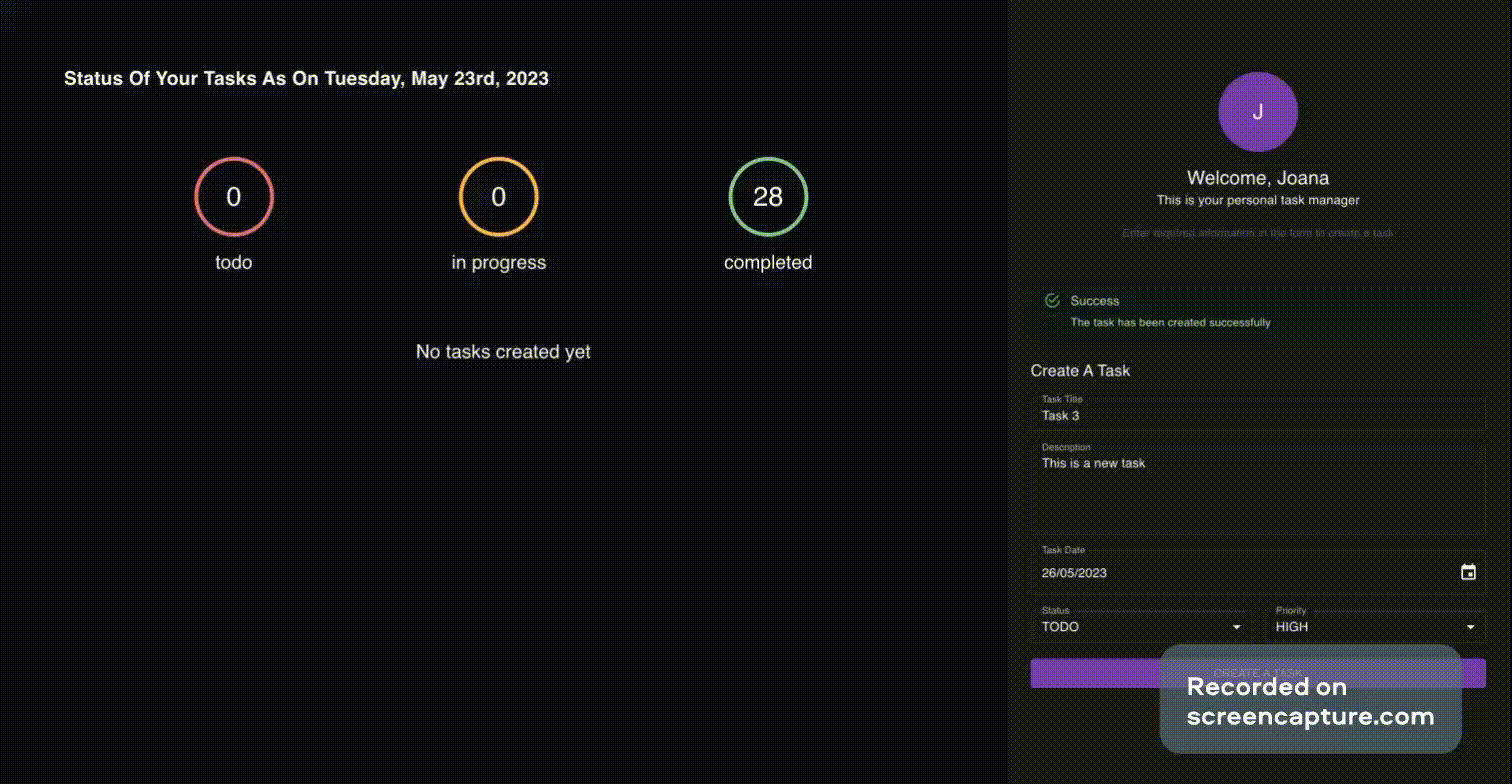 Status Of Your Tasks As On Tuesday, May 23rd, 2023
0
todo
0
in progress
28
completed
No tasks created yet
J
Welcome, Joana
This is your personal task manager
Enter required information in the form to create a task
Success
The task has been created successfully
Create A Task
Task Title
Task 3
Description
This is a new task
Task Date
26/05/2023
Status
TODO
Priority
HIGH
CREATE A TASK
Recorded on
screencapture.com